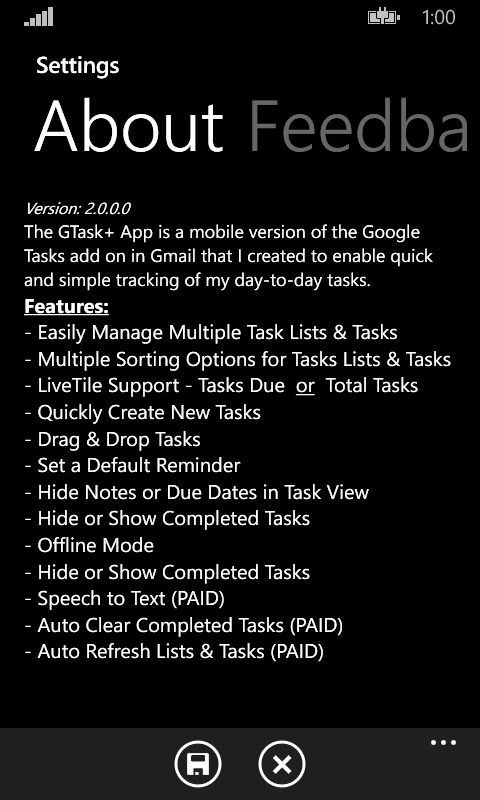 1:00
Settings
About Feedba
Version: 2.0.0.0
The GTask+ App is a mobile version of the Google
Tasks add on in Gmail that I created to enable quick
and simple tracking of my day-to-day tasks.
Features:
- Easily Manage Multiple Task Lists & Tasks
- Multiple Sorting Options for Tasks Lists & Tasks
- LiveTile Support - Tasks Due or Total Tasks
- Quickly Create New Tasks
- Drag & Drop Tasks
- Set a Default Reminder
- Hide Notes or Due Dates in Task View
- Hide or Show Completed Tasks
- Offline Mode
- Hide or Show Completed Tasks
- Speech to Text (PAID)
- Auto Clear Completed Tasks (PAID)
- Auto Refresh Lists & Tasks (PAID)